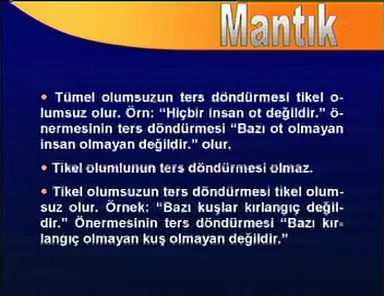 Mantık
• Tümel olumsuzun ters döndürmesi tikel o-
lumsuz olur. Örn: “Hiçbir insan ot değildir.” ö-
nermesinin ters döndürmesi “Bazı ot olmayan
insan olmayan değildir.” olur.
• Tikel olumlunun ters döndürmesi olmaz.
• Tikel olumsuzun ters döndürmesi tikel olum-
suz olur. Örnek: “Bazı kuşlar kırlangıç değil-
dir.” Önermesinin ters döndürmesi “Bazı kır-
langıç olmayan kuş olmayan değildir.”